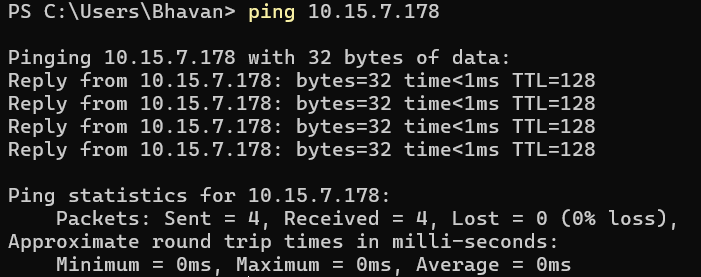 PS C:\Users\Bhavan> ping 10.15.7.178
Pinging 10.15.7.178 with 32 bytes of data:
Reply from 10.15.7.178: bytes=32 time<1ms TTL=128
Reply from 10.15.7.178: bytes=32 time<1ms TTL=128
Reply from 10.15.7.178: bytes=32 time<1ms TTL=128
Reply from 10.15.7.178: bytes=32 time<1ms TTL=128
Ping statistics for 10.15.7.178:
    Packets: Sent = 4, Received = 4, Lost = 0 (0% loss),
Approximate round trip times in milli-seconds:
    Minimum = 0ms, Maximum = 0ms, Average = 0ms